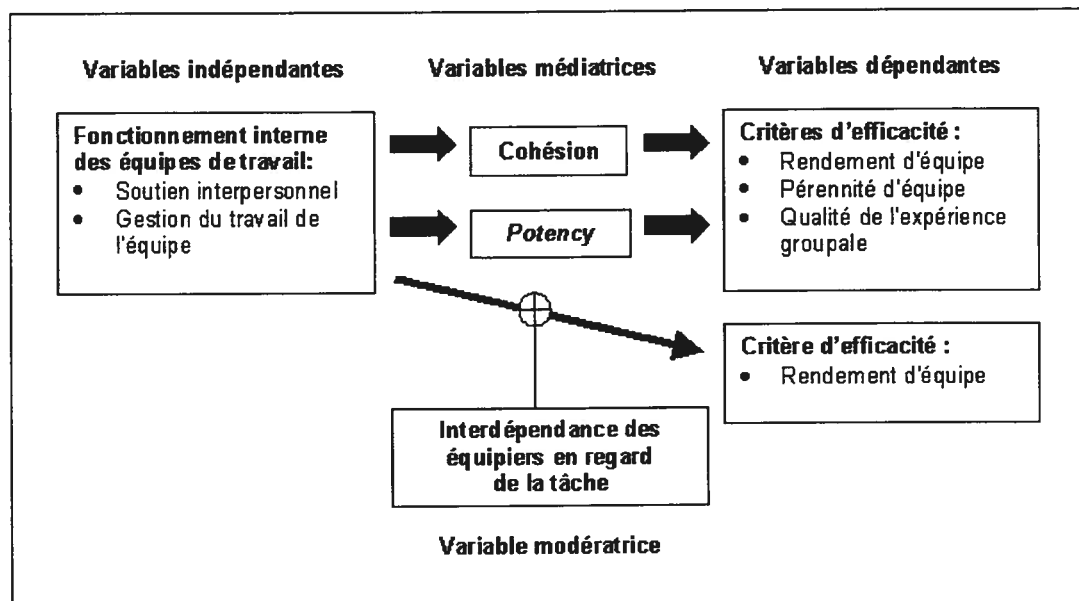 Variables indépendantes
Variables médiatrices
Variables dépendantes
Fonctionnement interne
des équipes de travail:
• Soutien interpersonnel
• Gestion du travail de
l'équipe
Cohésion
Potency
Critères d'efficacité :
• Rendement d'équipe
• Pérennité d'équipe
• Qualité de l'expérience
groupale
Critère d'efficacité :
• Rendement d'équipe
Interdépendance des
équipiers en regard
de la tâche
Variable modératrice